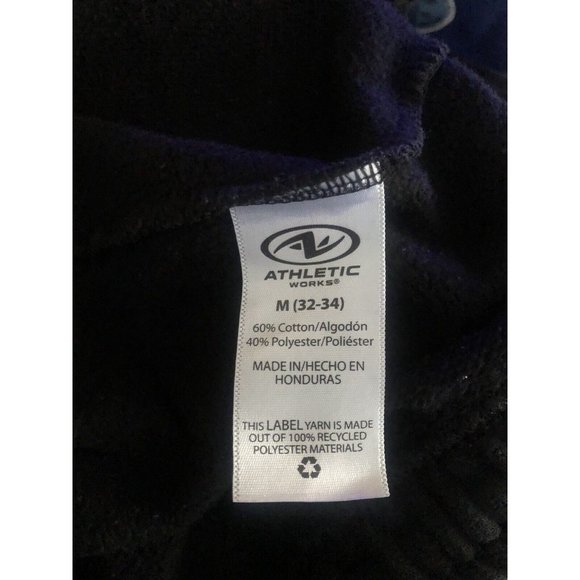 ATHLETIC
WORKS®
M (32-34)
60% Cotton/Algodón
40% Polyester/Poliéster
MADE IN/HECHO EN
HONDURAS
THIS LABEL YARN IS MADE
OUT OF 100% RECYCLED
POLYESTER MATERIALS